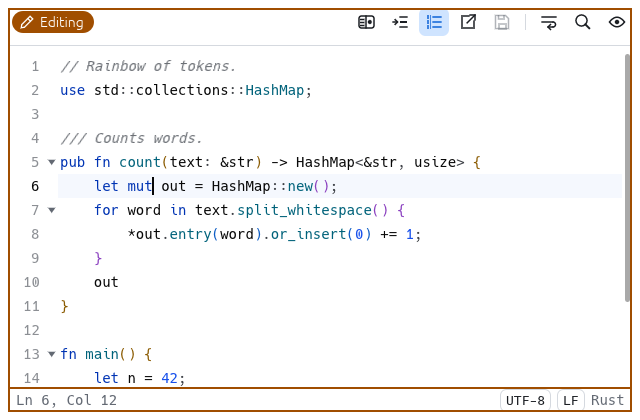 Editing
1 // Rainbow of tokens.
2 use std::collections::HashMap;
3
4 /// Counts words.
5 pub fn count(text: &str) -> HashMap<&str, usize> {
6     let mut out = HashMap::new();
7     for word in text.split_whitespace() {
8         *out.entry(word).or_insert(0) += 1;
9     }
10     out
11 }
12
13 fn main() {
14     let n = 42;
Ln 6, Col 12 UTF-8 LF Rust